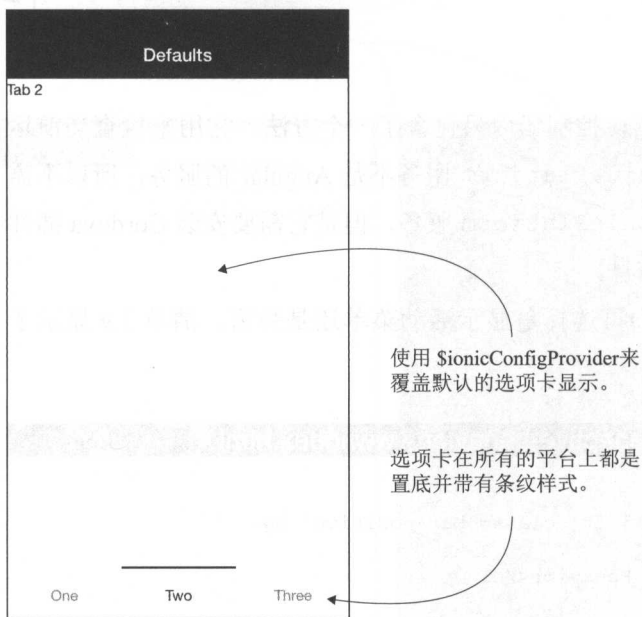 Defaults
Tab 2
使用 $ionicConfigProvider来
覆盖默认的选项卡显示。
选项卡在所有的平台上都是
置底并带有条纹样式。
One
Two
Three